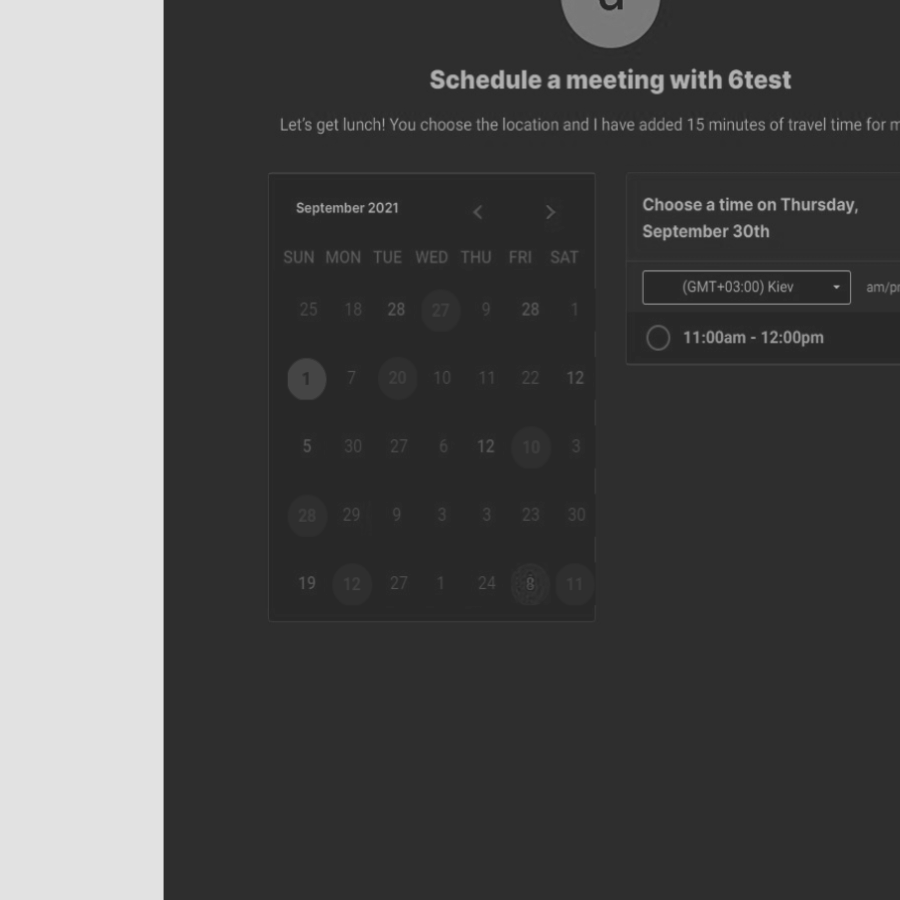 Schedule a meeting with 6test
Let's get lunch! You choose the location and I have added 15 minutes of travel time for
September 2021
SUN MON TUE WED THU FRI SAT
25 18 28 27 9 28 1
1 7 20 10 11 22 12
5 30 27 6 12 10 3
28 29 9 3 3 23 30
19 12 27 1 24 8 11
Choose a time on Thursday,
September 30th
(GMT+03:00) Kiev
11:00am - 12:00pm